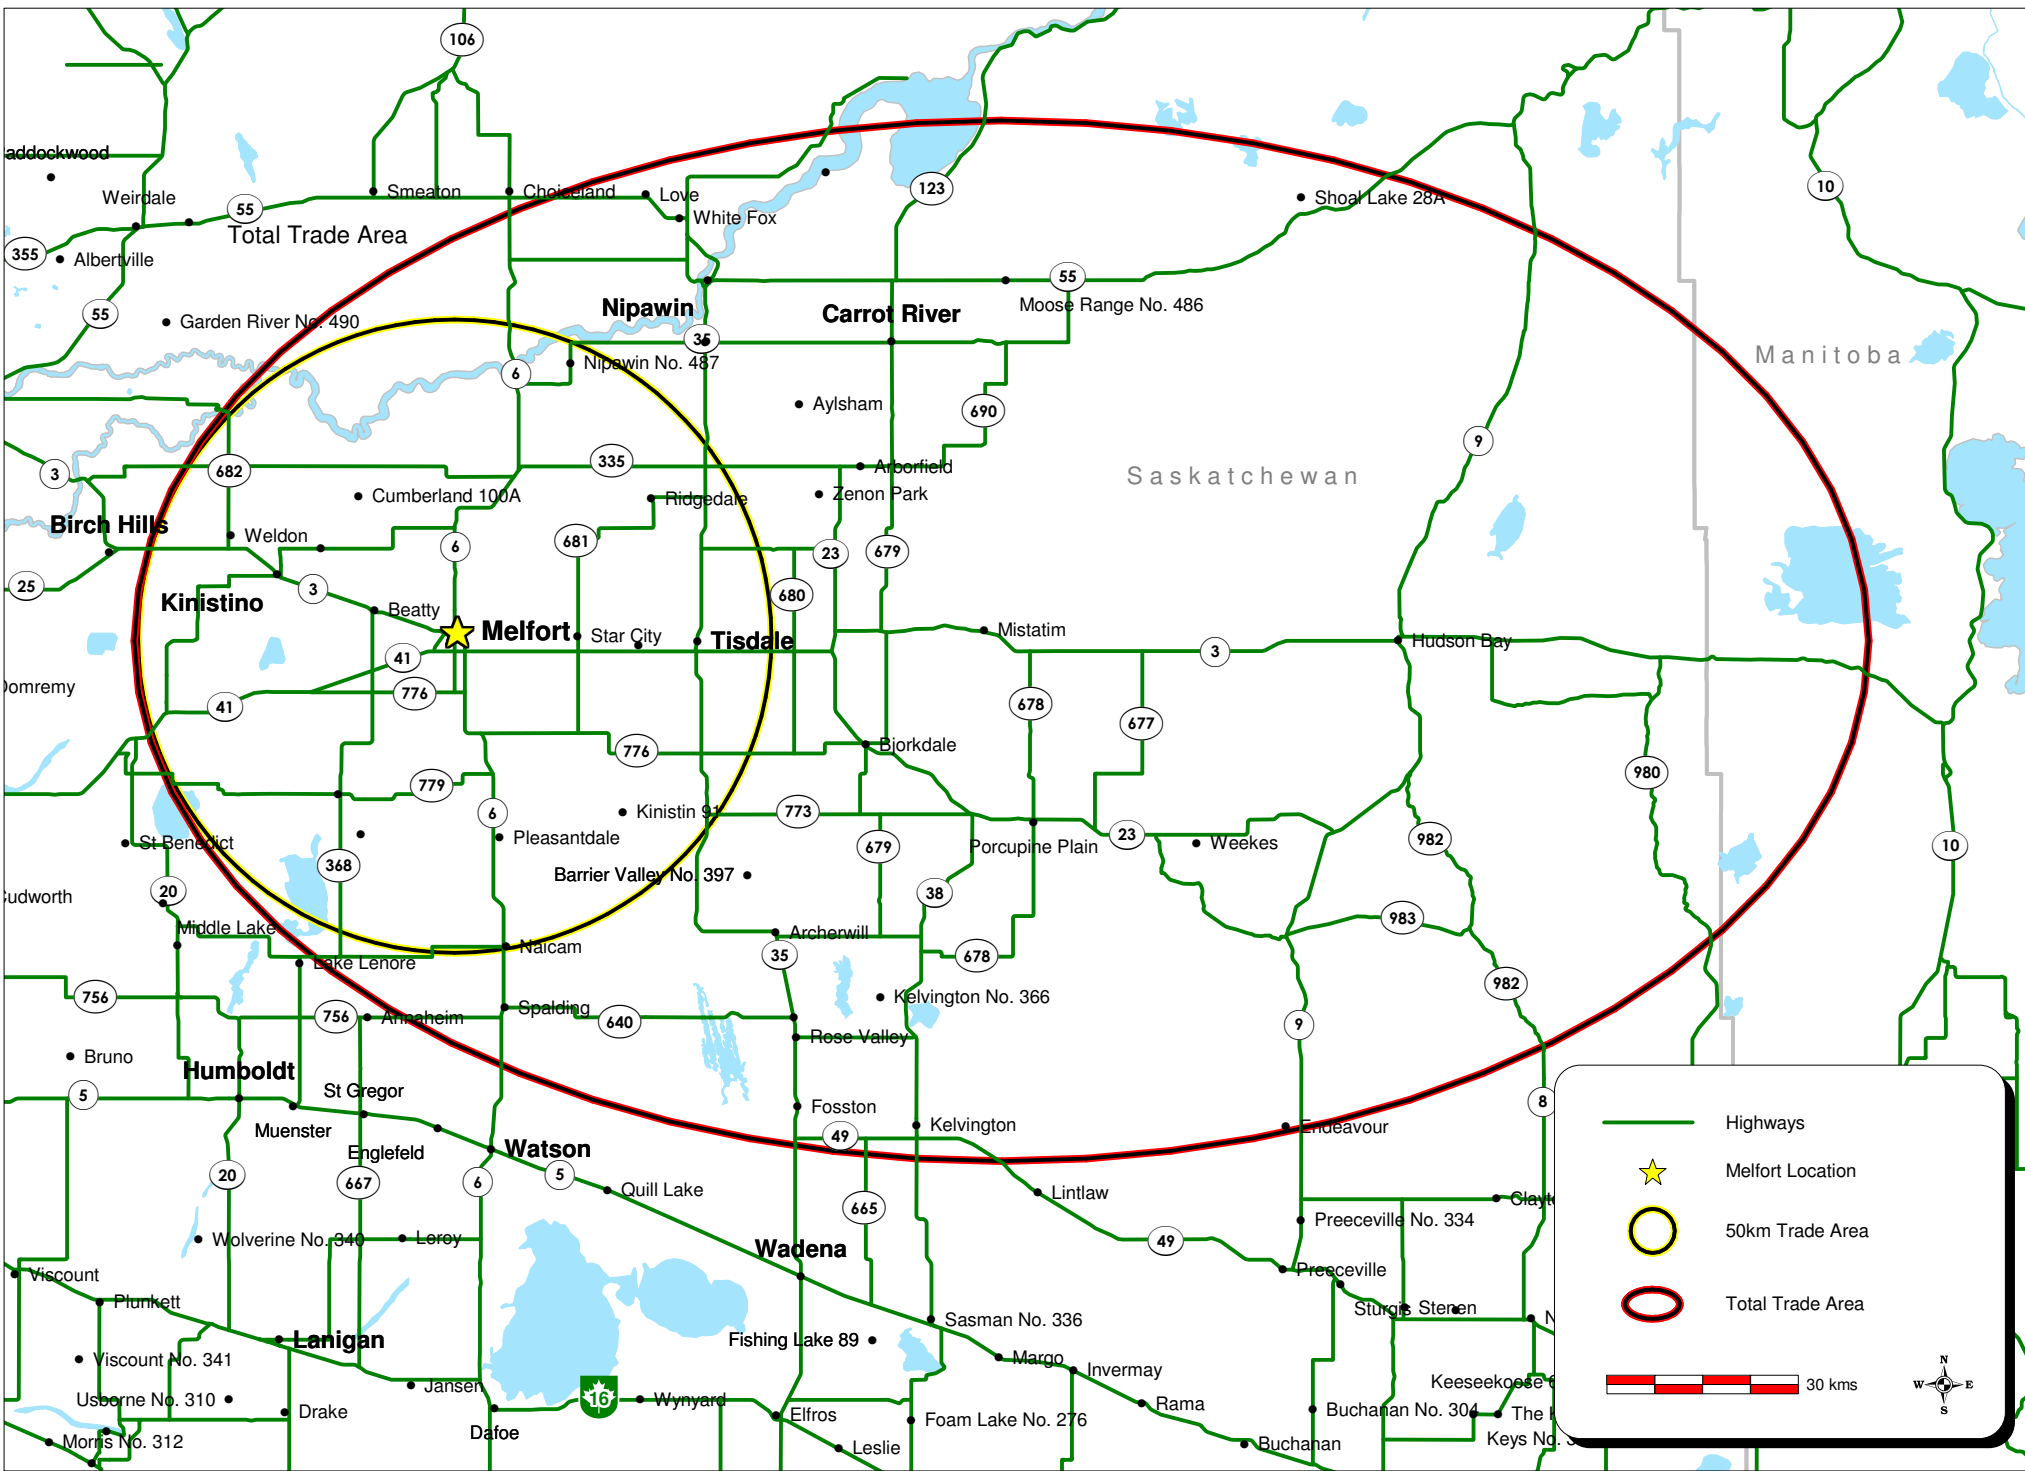 106
addockwood
Weirdale
Smeaton
Choiceland
Love
123
10
Shoal Lake 28A
55
White Fox
Total Trade Area
355
Albertville
55
Moose Range No. 486
Nipawin
Carrot River
55
Garden River No. 490
35
Manitoba
Nipawin No. 487
6
Aylsham
690
9
335
Arborfield
Saskatchewan
3
682
Cumberland 100A
Ridgedale
Zenon Park
Birch Hills
Weldon
6
681
23
679
25
3
680
Kinistino
Beatty
Melfort
Star City
Tisdale
Mistatim
Hudson Bay
41
3
Domremy
776
41
678
677
776
Bjorkdale
980
779
6
Kinistin 91
773
Pleasantdale
23
982
St Benedict
368
679
Porcupine Plain
Weekes
10
Barrier Valley No. 397
20
38
udworth
983
Middle Lake
Archerwill
Naicam
35
678
Lake Lenore
982
756
Kelvington No. 366
756
Annaheim
Spalding
640
9
Rose Valley
Bruno
Humboldt
5
St Gregor
Fosston
8
Muenster
49
Kelvington
Endeavour
Highways
Englefeld
Watson
20
667
6
5
Quill Lake
Lintlaw
Melfort Location
665
Clayto
Preeceville No. 334
50km Trade Area
Wolverine No. 340
Leroy
Wadena
49
Viscount
Preeceville
Plunkett
Sturgis
Stenen
N
Total Trade Area
Lanigan
Fishing Lake 89
Sasman No. 336
Viscount No. 341
Margo
Invermay
Jansen
Keeseekoose 6
30 kms
N
W
E
S
Usborne No. 310
16
Wynyard
Rama
Drake
Elfros
Foam Lake No. 276
Buchanan No. 304
The K
Dafoe
Morris No. 312
Leslie
Buchanan
Keys No. 3